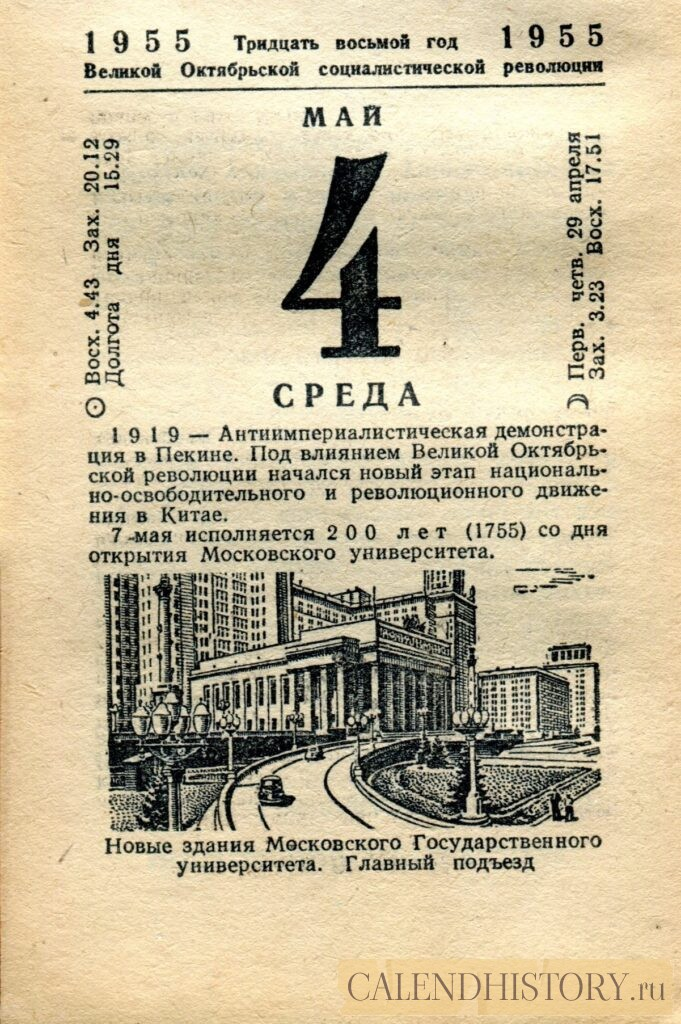 1955 Тридцать восьмой год 1955
Великой Октябрьской социалистической революции
МАЙ
Восх. 4.43 Зах. 20.12
Долгота дня 15.29
4
Перв. четв. 29 апреля
Зах. 3.23 Восх. 17.51
СРЕДА
1919 — Антиимпериалистическая демонстра-
ция в Пекине. Под влиянием Великой Октябрь-
ской революции начался новый этап националь-
но-освободительного и революционного движе-
ния в Китае.
7 мая исполняется 200 лет (1755) со дня
открытия Московского университета.
Новые здания Московского Государственного
университета. Главный подъезд
CALENDHISTORY.ru